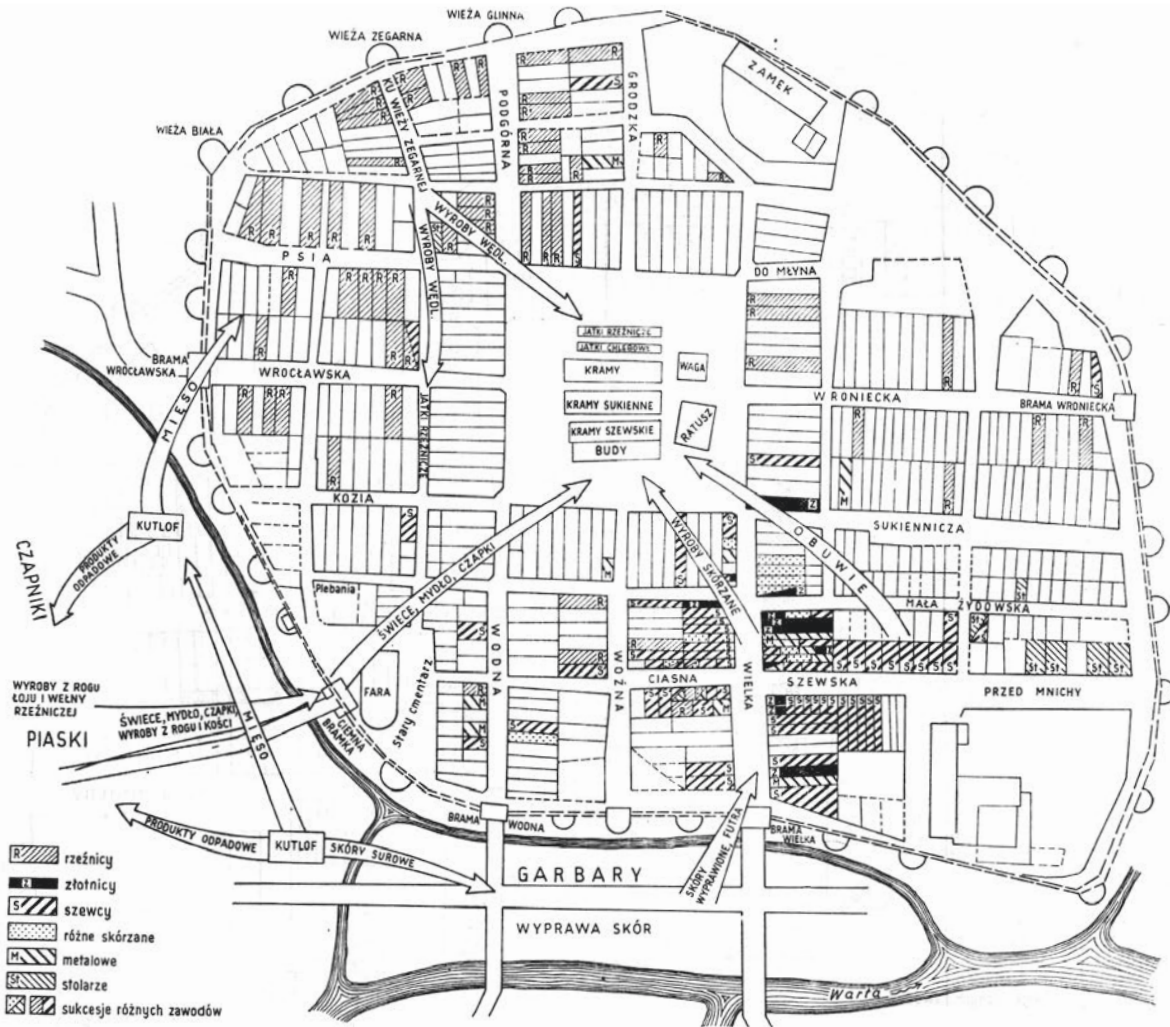 WIEŻA GLINNA
WIEŻA ZEGARNA
WIEŻA BIAŁA
KU WIEŻY ZEGARNEJ
PODGÓRNA
GRODZKA
ZAMEK
WYROBY WĘDL.
WYROBY WĘDL.
PSIA
DO MŁYNA
JATKI RZEŹNICZE
JATKI CHLEBOWE
KRAMY
WAGA
KRAMY SUKIENNE
KRAMY SZEWSKIE
RATUSZ
BUDY
BRAMA
WROCŁAWSKA
WROCŁAWSKA
JATKI RZEŹNICZE
WRONIECKA
BRAMA WRONIECKA
MIĘSO
KOZIA
SUKIENNICZA
KUTLOF
PRODUKTY
ODPADOWE
CZAPNIKI
Plebania
ŚWIECE, MYDŁO, CZAPKI
WYROBY SKÓRZANE
OBUWIE
MAŁA ŻYDOWSKA
WODNA
WOŹNA
WIELKA
CIASNA
SZEWSKA
PRZED MNICHY
FARA
Stary cmentarz
WYROBY Z ROGU
ŁOJU I WEŁNY
RZEŹNICZEJ
ŚWIECE, MYDŁO, CZAPKI,
WYROBY Z ROGU I KOŚCI
PIASKI
MIĘSO
CIEMNA
BRAMKA
BRAMA WODNA
BRAMA
WIELKA
PRODUKTY ODPADOWE
KUTLOF
SKÓRY SUROWE
GARBARY
SKÓRY
WYPRAWIONE, FUTRA
WYPRAWA SKÓR
Warta
R rzeźnicy
Z złotnicy
S szewcy
różne skórzane
M metalowe
St stolarze
sukcesje różnych zawodów